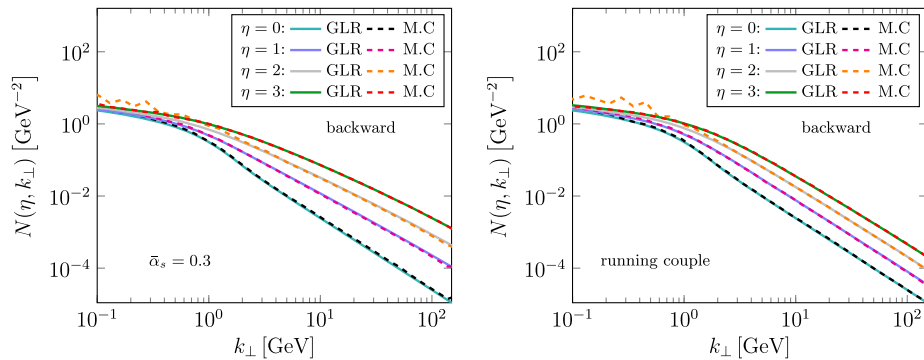 η = 0: GLR M.C
η = 1: GLR M.C
η = 2: GLR M.C
η = 3: GLR M.C
backward
ᾱ_s = 0.3
N(η, k_⊥) [GeV^{-2}]
10^2
10^0
10^{-2}
10^{-4}
10^{-1} 10^0 10^1 10^2
k_⊥ [GeV]
η = 0: GLR M.C
η = 1: GLR M.C
η = 2: GLR M.C
η = 3: GLR M.C
backward
running couple
N(η, k_⊥) [GeV^{-2}]
10^2
10^0
10^{-2}
10^{-4}
10^{-1} 10^0 10^1 10^2
k_⊥ [GeV]